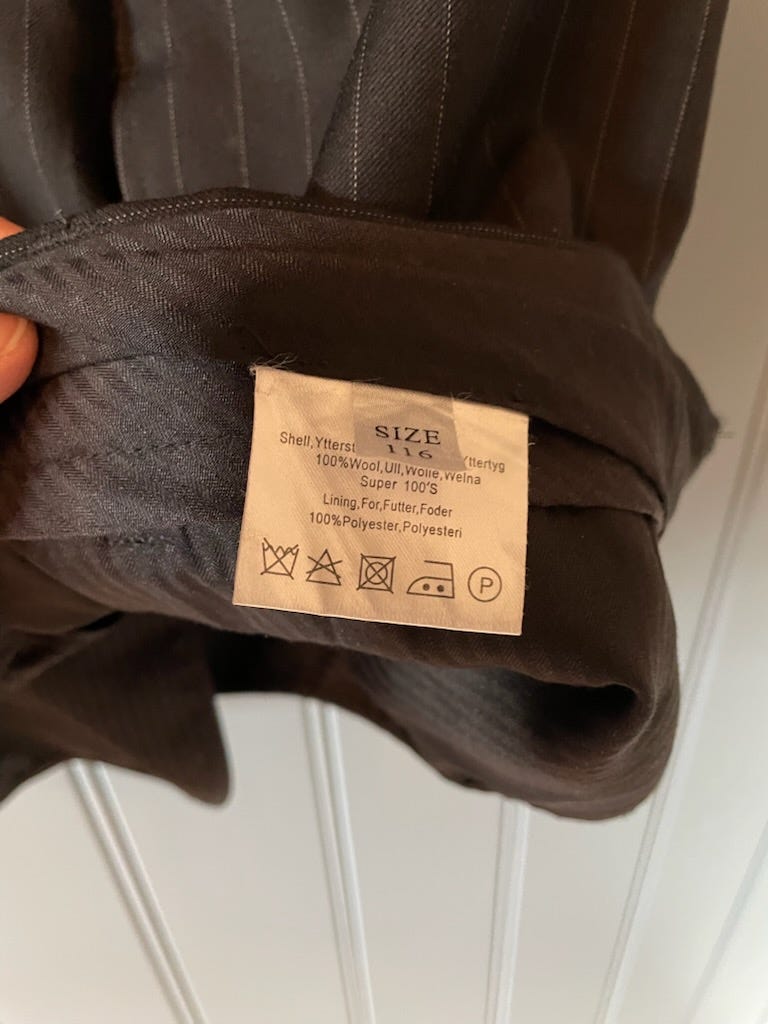 SIZE
116
Shell,Ytterst Yttertyg
100%Wool,Ull,Wolle,Welna
Super 100'S
Lining,For,Futter,Foder
100%Polyester,Polyesteri
P